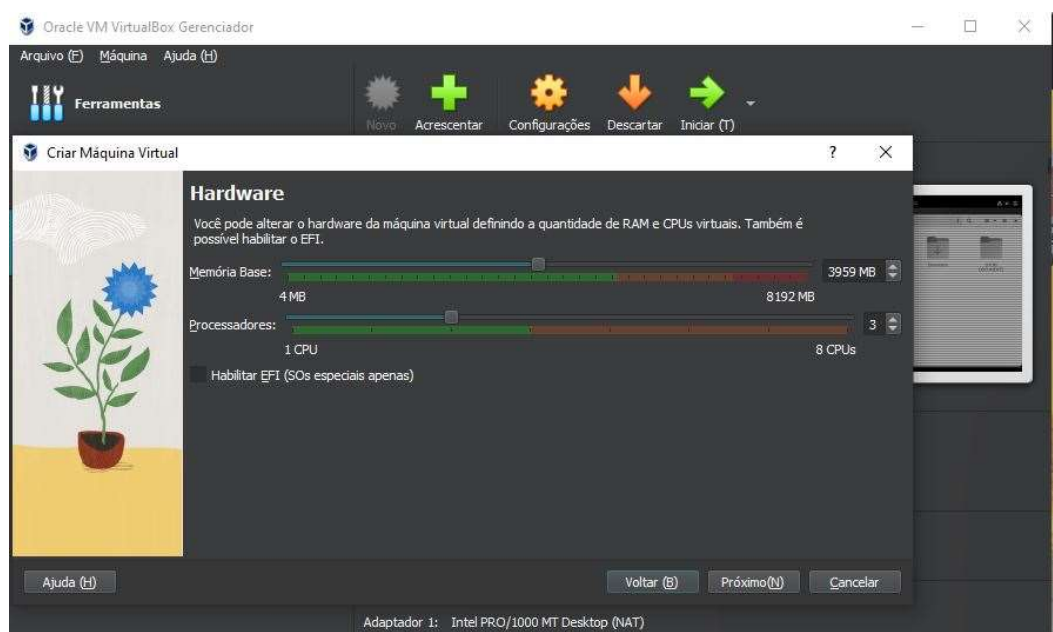 Oracle VM VirtualBox Gerenciador
Arquivo (F) Máquina Ajuda (H)
Ferramentas
Novo Acrescentar Configurações Descartar Iniciar (T)
Criar Máquina Virtual
?
Hardware
Você pode alterar o hardware da máquina virtual definindo a quantidade de RAM e CPUs virtuais. Também é
possível habilitar o EFI.
Memória Base: 3959 MB
4 MB 8192 MB
Processadores: 3
1 CPU 8 CPUs
Habilitar EFI (SOs especiais apenas)
Ajuda (H) Voltar (B) Próximo(N) Cancelar
Adaptador 1: Intel PRO/1000 MT Desktop (NAT)